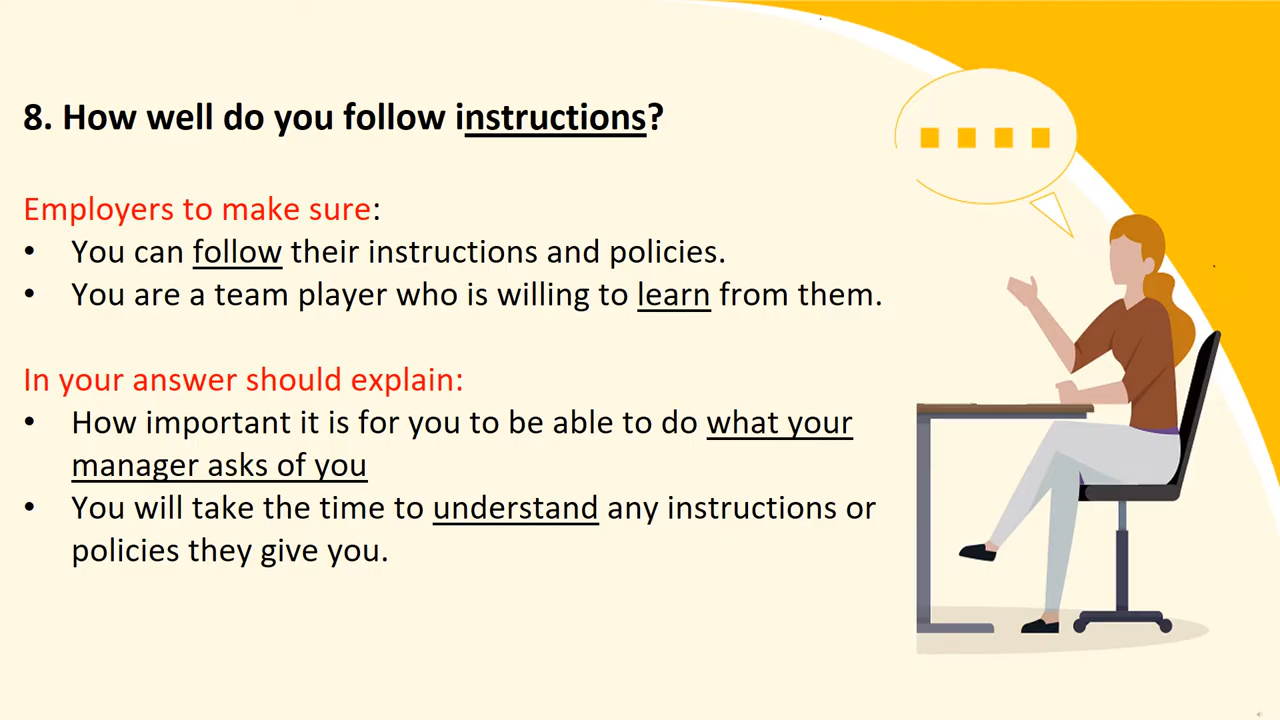 8. How well do you follow instructions?
Employers to make sure:
• You can follow their instructions and policies.
• You are a team player who is willing to learn from them.
In your answer should explain:
• How important it is for you to be able to do what your
manager asks of you
• You will take the time to understand any instructions or
policies they give you.